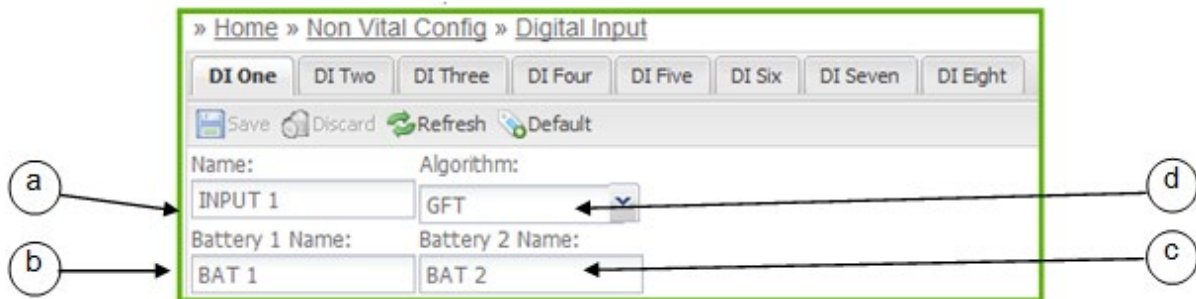 » Home » Non Vital Config » Digital Input
DI One DI Two DI Three DI Four DI Five DI Six DI Seven DI Eight
Save Discard Refresh Default
Name: Algorithm:
a INPUT 1 GFT d
Battery 1 Name: Battery 2 Name:
b BAT 1 BAT 2 c